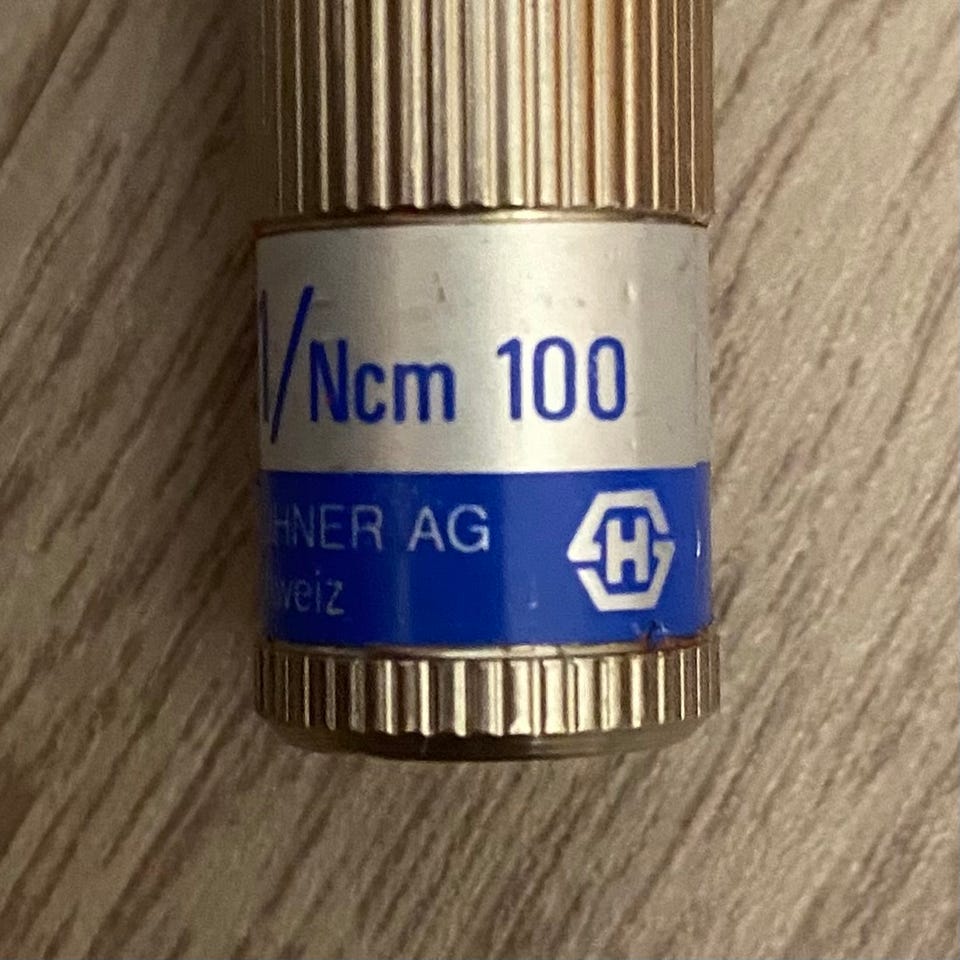 /Ncm 100
HNER AG
weiz
H